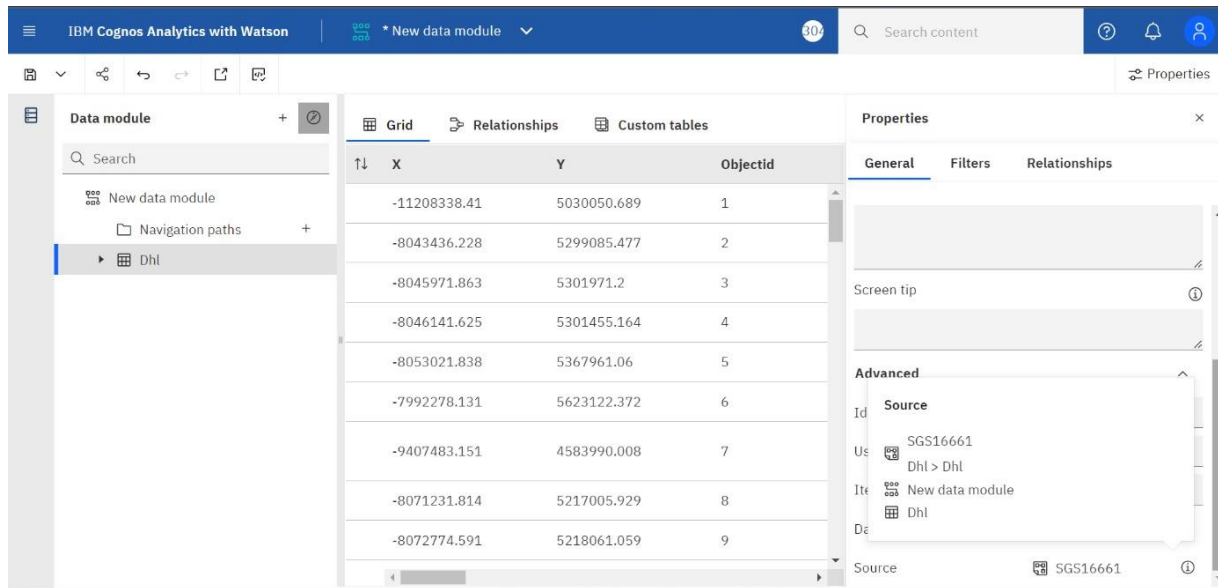 IBM Cognos Analytics with Watson
* New data module
304
Search content
Properties
Data module
Search
New data module
Navigation paths
Dhl
Grid
Relationships
Custom tables
X Y Objectid
-11208338.41 5030050.689 1
-8043436.228 5299085.477 2
-8045971.863 5301971.2 3
-8046141.625 5301455.164 4
-8053021.838 5367961.06 5
-7992278.131 5623122.372 6
-9407483.151 4583990.008 7
-8071231.814 5217005.929 8
-8072774.591 5218061.059 9
Properties
General Filters Relationships
Screen tip
Advanced
Id
Us
Ite
Da
Source
SGS16661
Dhl > Dhl
New data module
Dhl
Source SGS16661